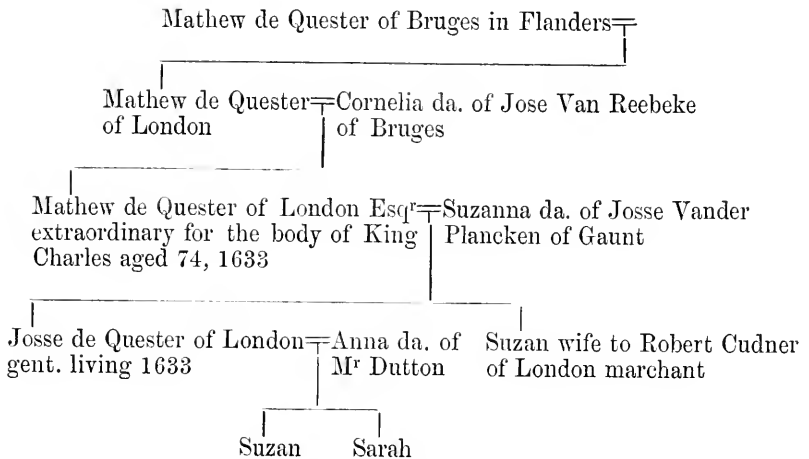 Mathew de Quester of Bruges in Flanders
Mathew de Quester
of London
Cornelia da. of Jose Van Reebeke
of Bruges
Mathew de Quester of London Esqr
extraordinary for the body of King
Charles aged 74, 1633
Suzanna da. of Josse Vander
Plancken of Gaunt
Josse de Quester of London
gent. living 1633
Anna da. of
Mr Dutton
Suzan wife to Robert Cudner
of London marchant
Suzan
Sarah